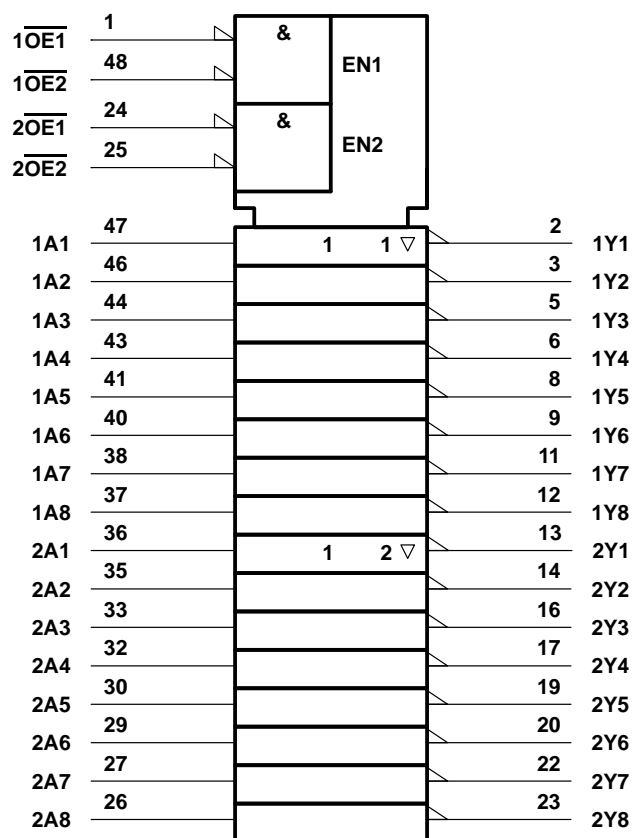 1OE1 1 & EN1
1OE2 48
2OE1 24 & EN2
2OE2 25
1A1 47 1 1 ▽ 2 1Y1
1A2 46 3 1Y2
1A3 44 5 1Y3
1A4 43 6 1Y4
1A5 41 8 1Y5
1A6 40 9 1Y6
1A7 38 11 1Y7
1A8 37 12 1Y8
2A1 36 1 2 ▽ 13 2Y1
2A2 35 14 2Y2
2A3 33 16 2Y3
2A4 32 17 2Y4
2A5 30 19 2Y5
2A6 29 20 2Y6
2A7 27 22 2Y7
2A8 26 23 2Y8